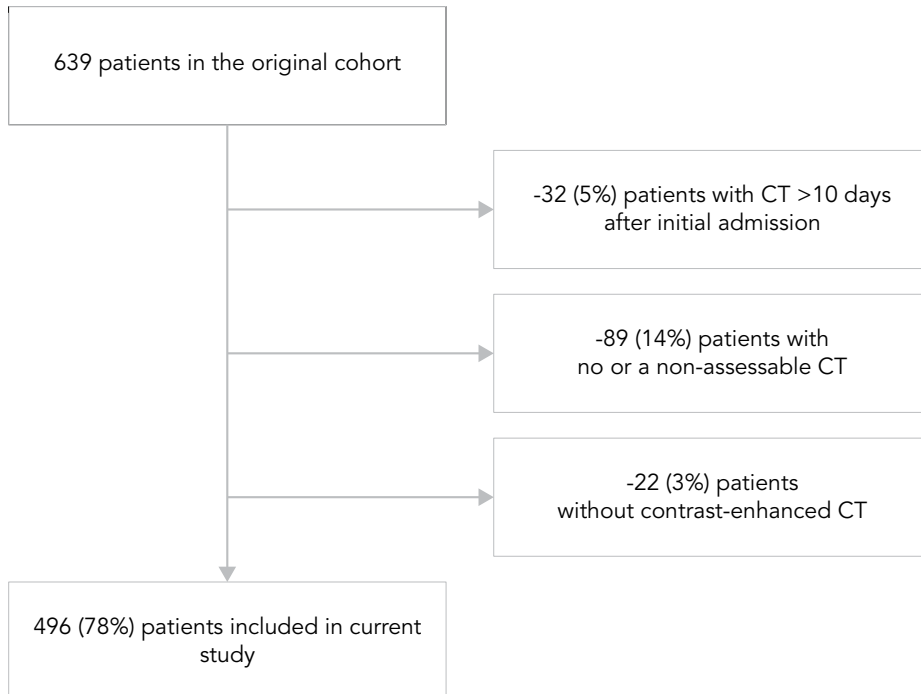 639 patients in the original cohort
-32 (5%) patients with CT >10 days
after initial admission
-89 (14%) patients with
no or a non-assessable CT
-22 (3%) patients
without contrast-enhanced CT
496 (78%) patients included in current
study